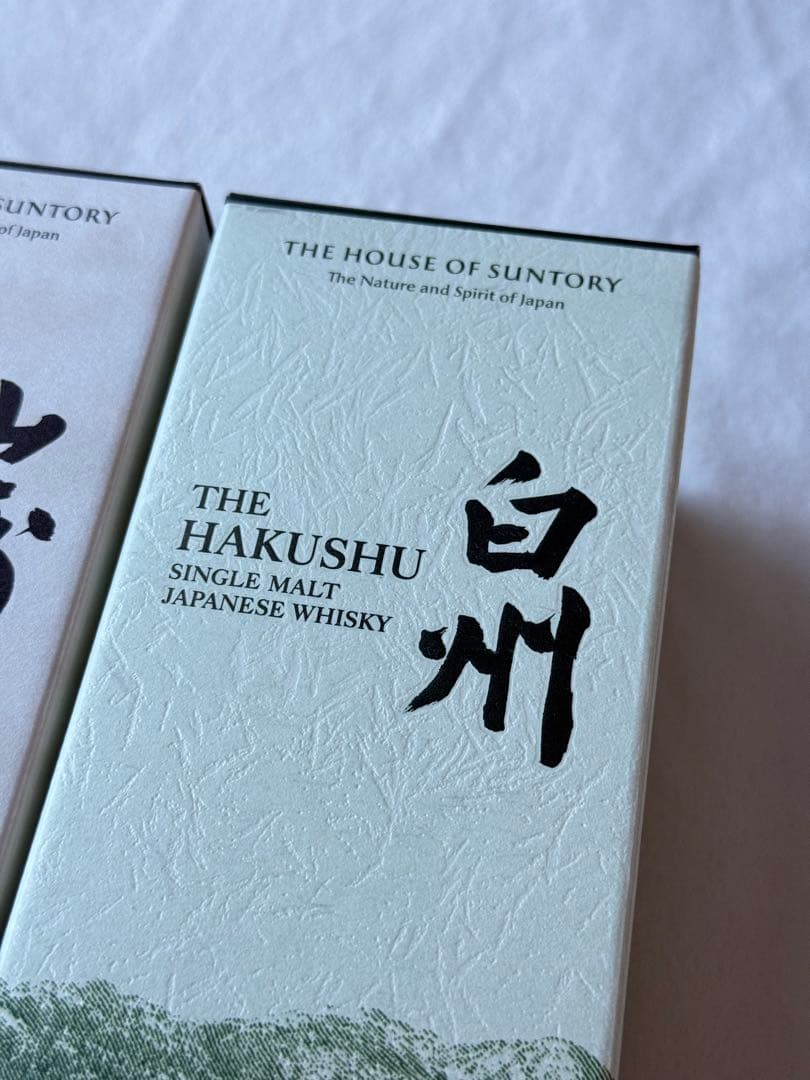 SUNTORY
of Japan
THE HOUSE OF SUNTORY
The Nature and Spirit of Japan
THE
HAKUSHU
SINGLE MALT
JAPANESE WHISKY
白州